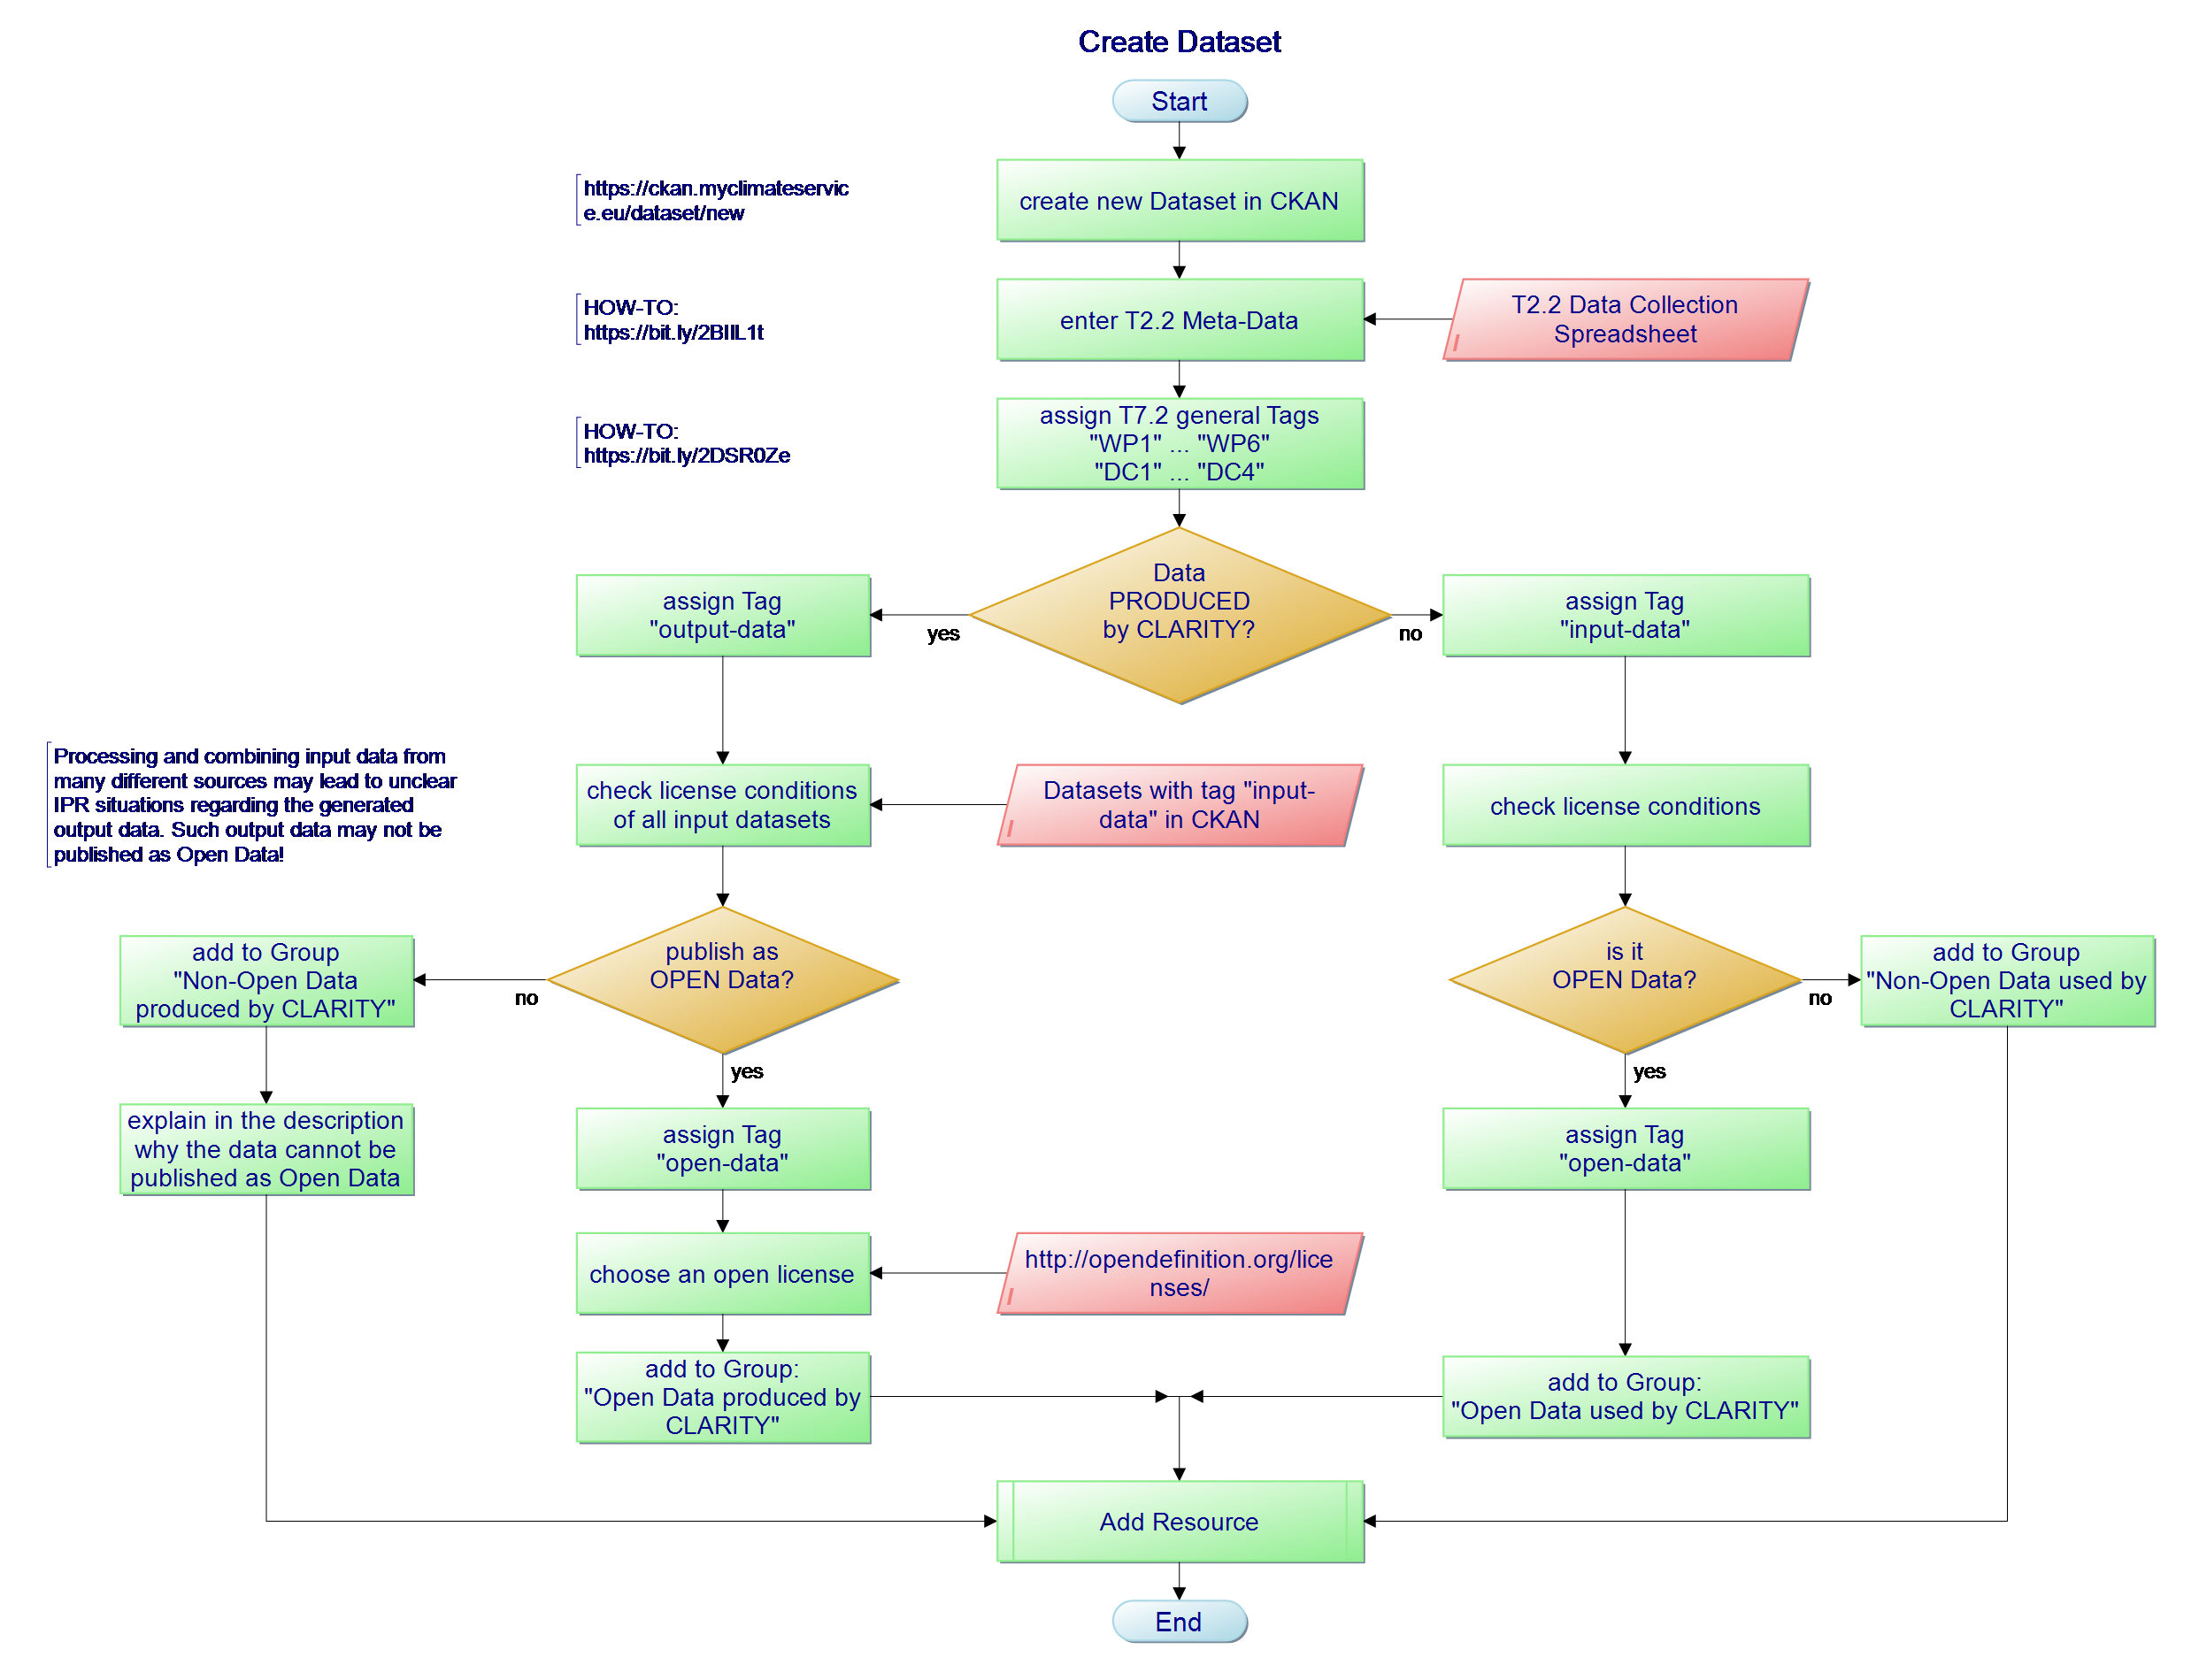 Create Dataset
Start
https://ckan.myclimateservic
e.eu/dataset/new
create new Dataset in CKAN
HOW-TO:
https://bit.ly/2BIIL1t
enter T2.2 Meta-Data
T2.2 Data Collection
Spreadsheet
HOW-TO:
https://bit.ly/2DSR0Ze
assign T7.2 general Tags
"WP1" ... "WP6"
"DC1" ... "DC4"
Data
PRODUCED
by CLARITY?
yes
no
assign Tag
"output-data"
assign Tag
"input-data"
Processing and combining input data from
many different sources may lead to unclear
IPR situations regarding the generated
output data. Such output data may not be
published as Open Data!
check license conditions
of all input datasets
Datasets with tag "input-
data" in CKAN
check license conditions
add to Group
"Non-Open Data
produced by CLARITY"
no
publish as
OPEN Data?
yes
is it
OPEN Data?
no
yes
add to Group
"Non-Open Data used by
CLARITY"
explain in the description
why the data cannot be
published as Open Data
assign Tag
"open-data"
assign Tag
"open-data"
choose an open license
http://opendefinition.org/lice
nses/
add to Group:
"Open Data produced by
CLARITY"
add to Group:
"Open Data used by CLARITY"
Add Resource
End